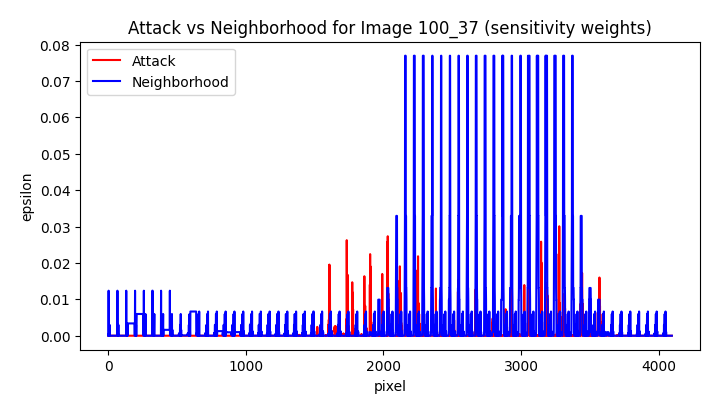 Attack vs Neighborhood for Image 100_37 (sensitivity weights)
Attack
Neighborhood
epsilon
0.08
0.07
0.06
0.05
0.04
0.03
0.02
0.01
0.00
0 1000 2000 3000 4000
pixel